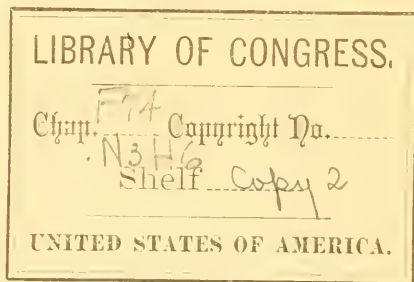 LIBRARY OF CONGRESS.
Chap. F74 Copyright No.
.N3H6
Shelf Copy 2
UNITED STATES OF AMERICA.